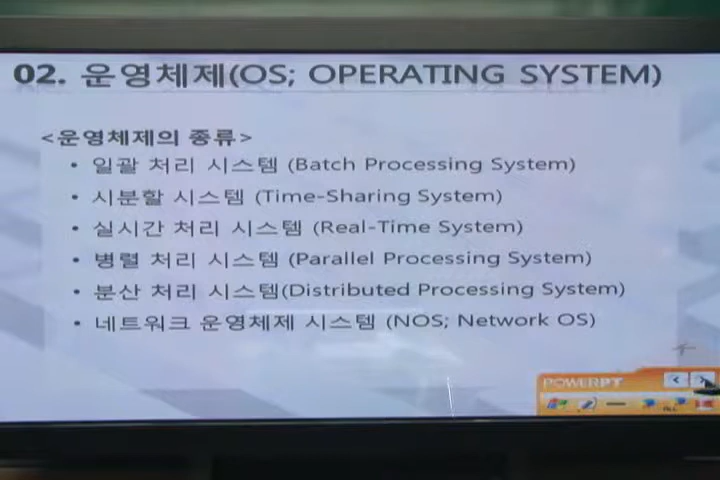 02. 운영체제(OS; OPERATING SYSTEM)
<운영체제의 종류>
• 일괄 처리 시스템 (Batch Processing System)
• 시분할 시스템 (Time-Sharing System)
• 실시간 처리 시스템 (Real-Time System)
• 병렬 처리 시스템 (Parallel Processing System)
• 분산 처리 시스템(Distributed Processing System)
• 네트워크 운영체제 시스템 (NOS; Network OS)
POWERPT